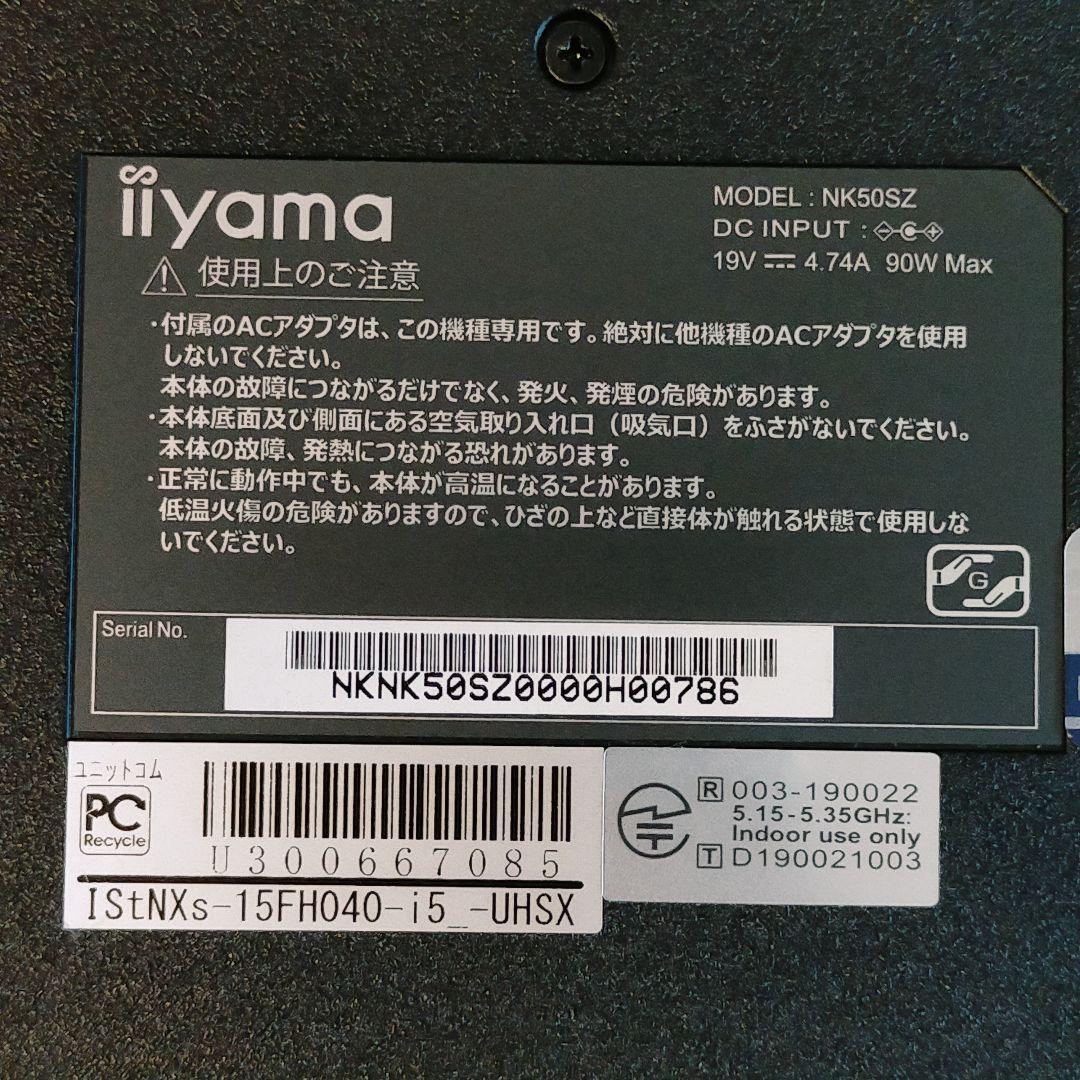 iiyama
MODEL : NK50SZ
DC INPUT :
19V 4.74A 90W Max
使用上のご注意
・付属のACアダプタは、この機種専用です。絶対に他機種のACアダプタを使用
しないでください。
本体の故障につながるだけでなく、発火、発煙の危険があります。
・本体底面及び側面にある空気取り入れ口（吸気口）をふさがないでください。
本体の故障、発熱につながる恐れがあります。
・正常に動作中でも、本体が高温になることがあります。
低温火傷の危険がありますので、ひざの上など直接体が触れる状態で使用しな
いでください。
G
Serial No.
NKNK50SZ0000H00786
ユニットコム
PC
Recycle
U300667085
IStNXs-15FH040-i5_-UHSX
R 003-190022
5.15-5.35GHz:
Indoor use only
T D190021003